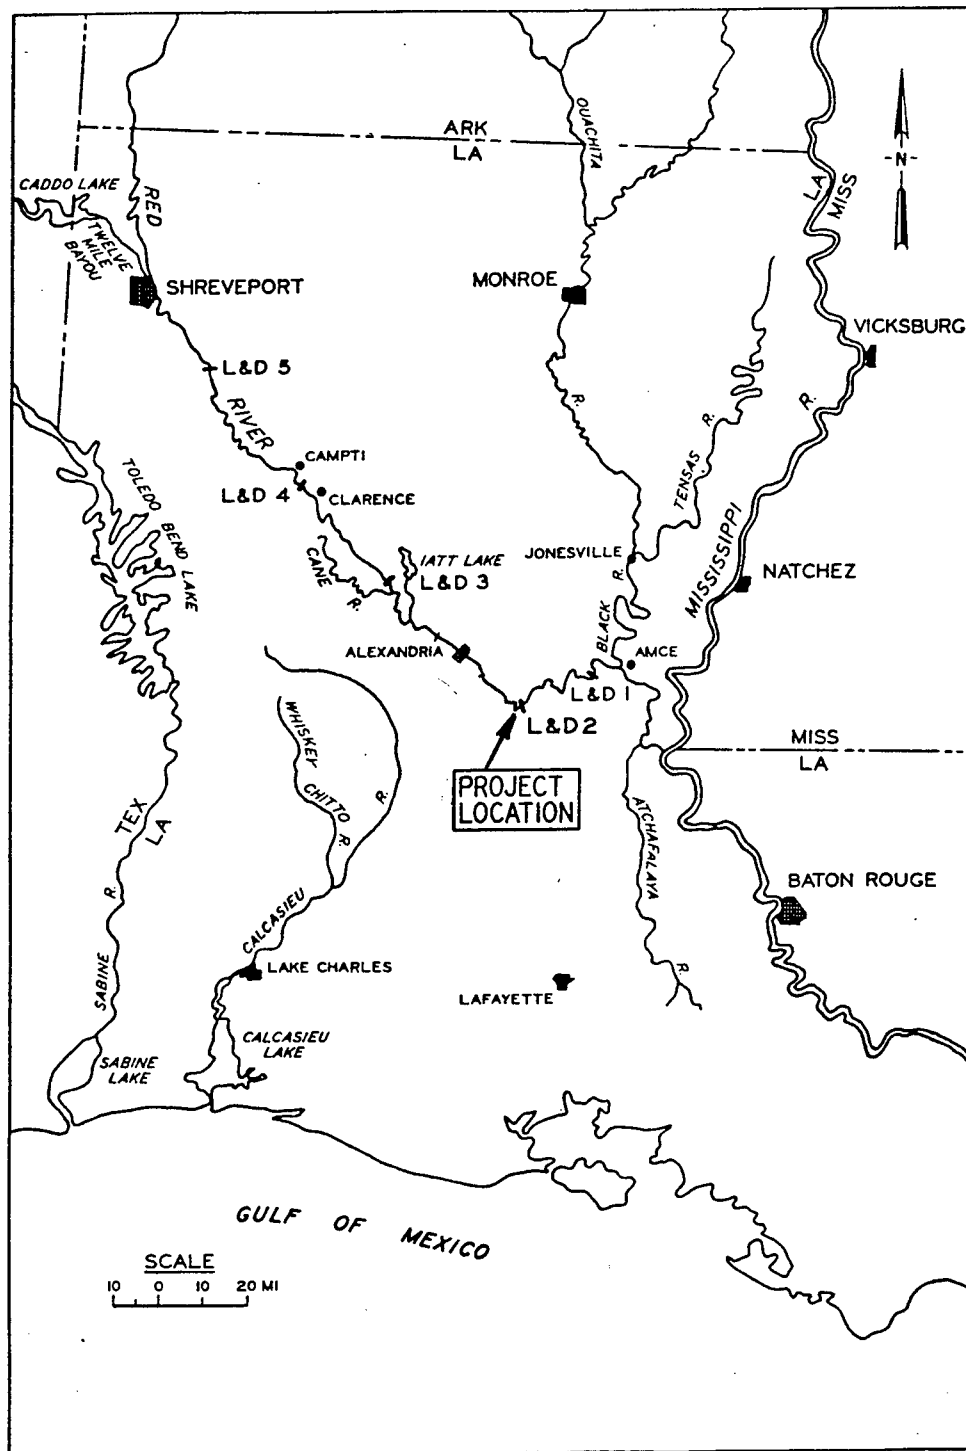 ARK
LA
OUACHITA
-N-
CADDO LAKE
RED
LA
MISS
TWELVE
MILE
BAYOU
SHREVEPORT
MONROE
VICKSBURG
L&D 5
R.
R.
RIVER
R.
CAMPTI
L&D 4
CLARENCE
TENSAS
TOLEDO BEND LAKE
MISSISSIPPI
CANE
R.
IATT LAKE
L&D 3
JONESVILLE
R.
NATCHEZ
BLACK
ALEXANDRIA
AMCE
L&D 1
L&D2
WHISKEY
CHITTO R.
R.
MISS
LA
PROJECT
LOCATION
TEX
LA
ATCHAFALAYA
R.
BATON ROUGE
R.
CALCASIEU
SABINE
LAKE CHARLES
LAFAYETTE
CALCASIEU
LAKE
SABINE
LAKE
GULF OF MEXICO
SCALE
10 0 10 20 MI